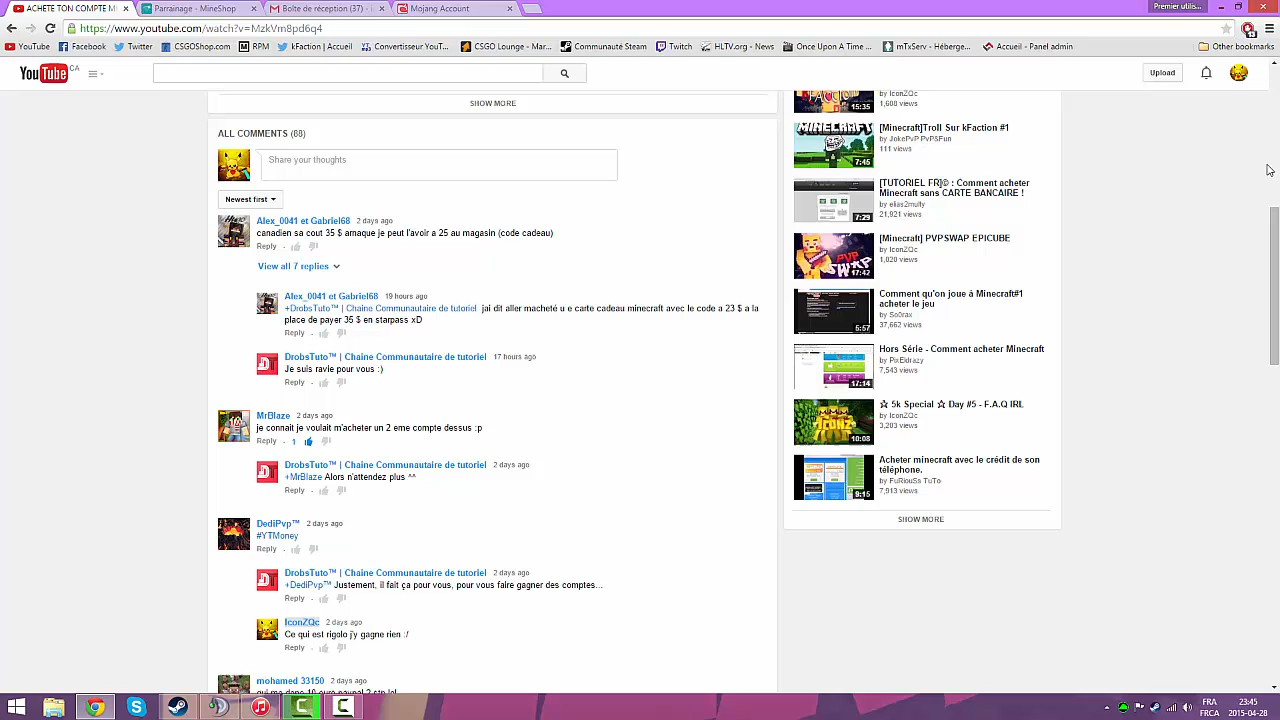 ACHETE TON COMPTE M
Parrainage - MineShop
Boîte de réception (37) - i
Mojang Account
Premier utilis...
https://www.youtube.com/watch?v=MzkVm8pd6q4
YouTube
Facebook
Twitter
CSGOShop.com
RPM
kFaction | Accueil
Convertisseur YouT...
CSGO Lounge - Mar...
Communauté Steam
Twitch
HLTV.org - News
Once Upon A Time ...
mTxServ - Héberge...
Accueil - Panel admin
Other bookmarks
YouTube CA
Upload
SHOW MORE
ALL COMMENTS (88)
Share your thoughts
Newest first
Alex_0041 et Gabriel68 2 days ago
canadien sa cout 35 $ amaque je peut l'avoir a 25 au magasin (code cadeau)
Reply
View all 7 replies
Alex_0041 et Gabriel68 19 hours ago
+DrobsTuto™ | Chaine Communautaire de tutoriel jai dit aller machacheu e carte cadeau minecraft avec le code a 23 $ a la
place de payer 35 $ en starpass xD
Reply
DrobsTuto™ | Chaine Communautaire de tutoriel 17 hours ago
Je suis ravie pour vous :)
Reply
MrBlaze 2 days ago
je connait je voulait m'acheter un 2 eme compte dessus :p:
Reply 1
DrobsTuto™ | Chaine Communautaire de tutoriel 2 days ago
+MrBlaze Alors n'attendez plus ^^
Reply
DediPvp™ 2 days ago
#YTMoney
Reply
DrobsTuto™ | Chaine Communautaire de tutoriel 2 days ago
+DediPvp™ Justement, il fait ça pour vous, pour vous faire gagner des comptes...
Reply
IconZQc 2 days ago
Ce qui est rigolo j'y gagne rien :/
Reply
mohamed 33150 2 days ago
by IconZQc
1,600 views
15:35
[Minecraft]Troll Sur kFaction #1
by JokePvP PvP&Fun
111 views
MINECRAFT
7:45
[TUTORIEL FR]© : Comment acheter
Minecraft sans CARTE BANCAIRE !
by elias2mully
21,921 views
7:29
[Minecraft] PVPSWAP EPICUBE
by IconZQc
1,020 views
PVP
SWAP
17:42
Comment qu'on joue à Minecraft#1
acheter le jeu
by So0rax
37,662 views
5:57
Hors Série - Comment acheter Minecraft
by PixEldrazy
7,543 views
17:14
☆ 5k Special ☆ Day #5 - F.A.Q IRL
by IconZQc
3,203 views
ICONZ
10:08
Acheter minecraft avec le crédit de son
téléphone.
by FuRiouSs TuTo
7,913 views
9:15
SHOW MORE
FRA
FRCA
23:45
2015-04-28